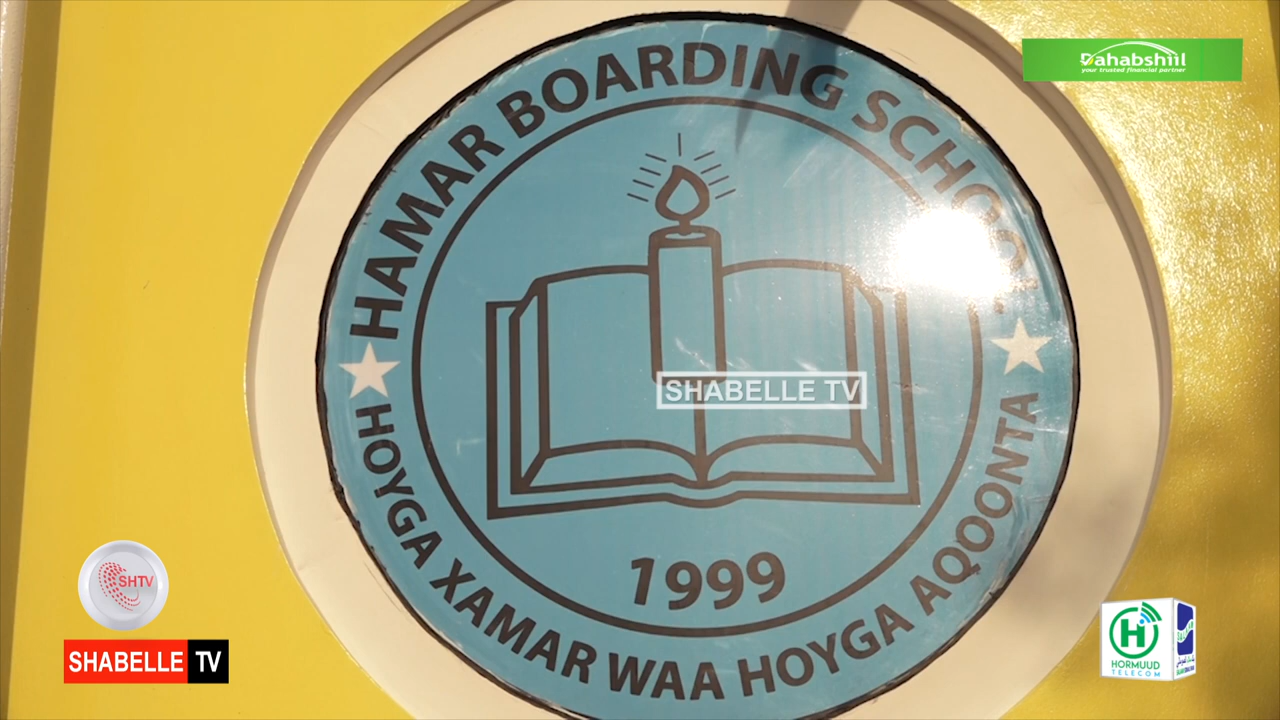 Dahabshiil
your trusted financial partner
HAMAR BOARDING SCHOOL
SHABELLE TV
1999
HOYGA XAMAR WAA HOYGA AQOONTA
SHTV
SHABELLE TV
HORMUUD
TELECOM